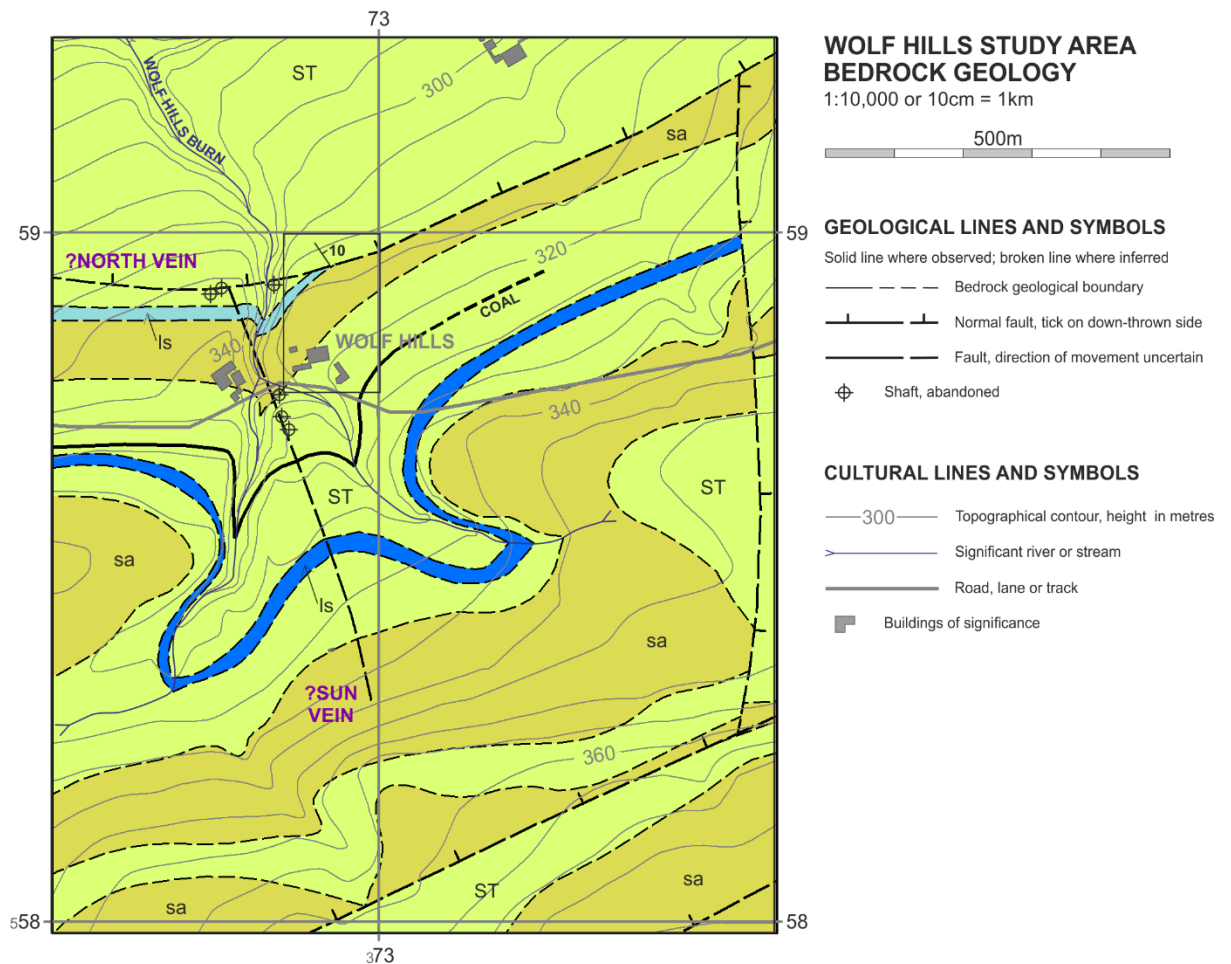 73
WOLF HILLS STUDY AREA
BEDROCK GEOLOGY
1:10,000 or 10cm = 1km
500m
GEOLOGICAL LINES AND SYMBOLS
Solid line where observed; broken line where inferred
Bedrock geological boundary
Normal fault, tick on down-thrown side
Fault, direction of movement uncertain
Shaft, abandoned
CULTURAL LINES AND SYMBOLS
300 Topographical contour, height in metres
Significant river or stream
Road, lane or track
Buildings of significance
ST
WOLF HILLS BURN
300
sa
59
59
?NORTH VEIN
10
320
COAL
ls
340
WOLF HILLS
340
ST
ST
sa
ls
sa
?SUN
VEIN
360
ST
sa
sa
558
58
373